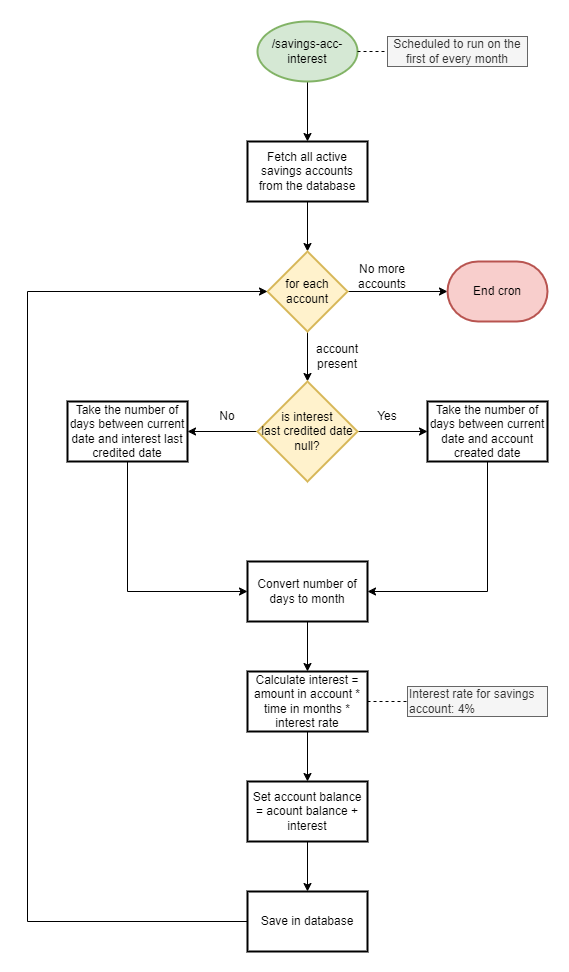 /savings-acc-
interest
Scheduled to run on the
first of every month
Fetch all active
savings accounts
from the database
for each
account
No more
accounts
End cron
account
present
is interest
last credited date
null?
No
Yes
Take the number of
days between current
date and interest last
credited date
Take the number of
days between current
date and account
created date
Convert number of
days to month
Calculate interest =
amount in account *
time in months *
interest rate
Interest rate for savings
account: 4%
Set account balance
= acount balance +
interest
Save in database